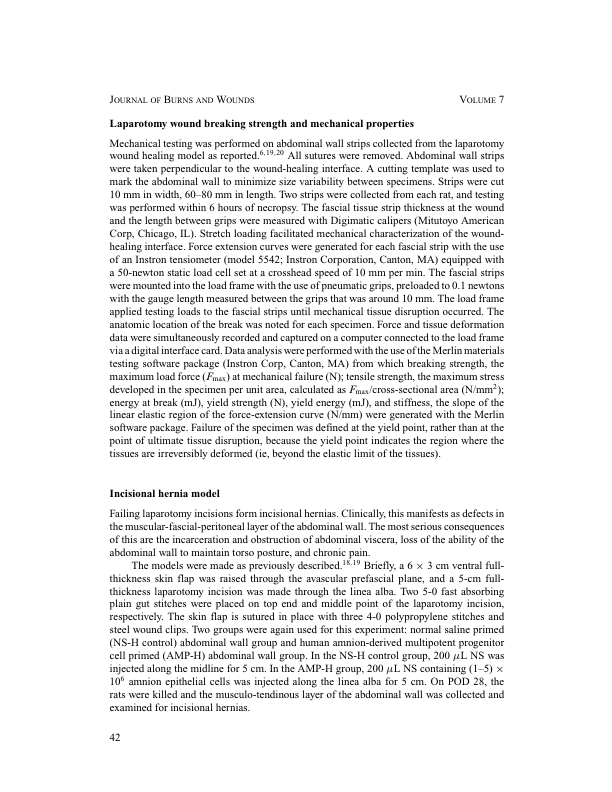 JOURNAL OF BURNS AND WOUNDS VOLUME 7
Laparotomy wound breaking strength and mechanical properties
Mechanical testing was performed on abdominal wall strips collected from the laparotomy
wound healing model as reported.6,19,20 All sutures were removed. Abdominal wall strips
were taken perpendicular to the wound-healing interface. A cutting template was used to
mark the abdominal wall to minimize size variability between specimens. Strips were cut
10 mm in width, 60–80 mm in length. Two strips were collected from each rat, and testing
was performed within 6 hours of necropsy. The fascial tissue strip thickness at the wound
and the length between grips were measured with Digimatic calipers (Mitutoyo American
Corp, Chicago, IL). Stretch loading facilitated mechanical characterization of the wound-
healing interface. Force extension curves were generated for each fascial strip with the use
of an Instron tensiometer (model 5542; Instron Corporation, Canton, MA) equipped with
a 50-newton static load cell set at a crosshead speed of 10 mm per min. The fascial strips
were mounted into the load frame with the use of pneumatic grips, preloaded to 0.1 newtons
with the gauge length measured between the grips that was around 10 mm. The load frame
applied testing loads to the fascial strips until mechanical tissue disruption occurred. The
anatomic location of the break was noted for each specimen. Force and tissue deformation
data were simultaneously recorded and captured on a computer connected to the load frame
via a digital interface card. Data analysis were performed with the use of the Merlin materials
testing software package (Instron Corp, Canton, MA) from which breaking strength, the
maximum load force (Fmax) at mechanical failure (N); tensile strength, the maximum stress
developed in the specimen per unit area, calculated as Fmax/cross-sectional area (N/mm2);
energy at break (mJ), yield strength (N), yield energy (mJ), and stiffness, the slope of the
linear elastic region of the force-extension curve (N/mm) were generated with the Merlin
software package. Failure of the specimen was defined at the yield point, rather than at the
point of ultimate tissue disruption, because the yield point indicates the region where the
tissues are irreversibly deformed (ie, beyond the elastic limit of the tissues).
Incisional hernia model
Failing laparotomy incisions form incisional hernias. Clinically, this manifests as defects in
the muscular-fascial-peritoneal layer of the abdominal wall. The most serious consequences
of this are the incarceration and obstruction of abdominal viscera, loss of the ability of the
abdominal wall to maintain torso posture, and chronic pain.
The models were made as previously described.18,19 Briefly, a 6 × 3 cm ventral full-
thickness skin flap was raised through the avascular prefascial plane, and a 5-cm full-
thickness laparotomy incision was made through the linea alba. Two 5-0 fast absorbing
plain gut stitches were placed on top end and middle point of the laparotomy incision,
respectively. The skin flap is sutured in place with three 4-0 polypropylene stitches and
steel wound clips. Two groups were again used for this experiment: normal saline primed
(NS-H control) abdominal wall group and human amnion-derived multipotent progenitor
cell primed (AMP-H) abdominal wall group. In the NS-H control group, 200 μL NS was
injected along the midline for 5 cm. In the AMP-H group, 200 μL NS containing (1–5) ×
106 amnion epithelial cells was injected along the linea alba for 5 cm. On POD 28, the
rats were killed and the musculo-tendinous layer of the abdominal wall was collected and
examined for incisional hernias.
42